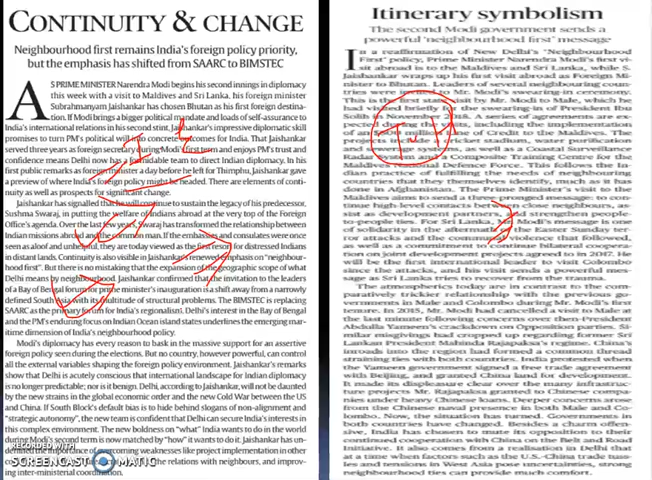 CONTINUITY & CHANGE
Neighbourhood first remains India's foreign policy priority,
but the emphasis has shifted from SAARC to BIMSTEC
AS PRIME MINISTER Narendra Modi begins his second innings in diplomacy
this week with a visit to Maldives and Sri Lanka, his foreign minister
Subrahmanyam Jaishankar has chosen Bhutan as his first foreign destina-
tion. If Modi brings a bigger political mandate and loads of self-assurance to
India's international relations in his second stint, Jaishankar's impressive diplomatic skill
promises to turn PM's political will into concrete outcomes for India. That Jaishankar
served three years as foreign secretary during Modi's first term and enjoys PM's trust and
confidence means Delhi now has a formidable team to direct Indian diplomacy. In his
first public remarks as foreign minister a day before he left for Thimphu, Jaishankar gave
a preview of where India's foreign policy might be headed. There are elements of conti-
nuity as well as prospects for significant change.
Jaishankar has signalled that he will continue to sustain the legacy of his predecessor,
Sushma Swaraj, in putting the welfare of Indians abroad at the very top of the Foreign
Office's agenda. Over the last five years, Swaraj has transformed the relationship between
Indian missions abroad and the common man. If the embassies and consulates were once
seen as aloof and unhelpful, they are today viewed as the first resort for distressed Indians
in distant lands. Continuity is also visible in Jaishankar's renewed emphasis on "neighbour-
hood first". But there is no mistaking that the expansion of the geographic scope of what
Delhi means by neighbourhood. Jaishankar confirmed that the invitation to the leaders
of a Bay of Bengal forum for prime minister's inauguration is a shift away from a narrowly
defined South Asia with its multitude of structural problems. The BIMSTEC is replacing
SAARC as the primary forum for India's regionalism. Delhi's interest in the Bay of Bengal
and the PM's enduring focus on Indian Ocean island states underlines the emerging mar-
itime dimension of India's neighbourhood policy.
Modi's diplomacy has every reason to bask in the massive support for an assertive
foreign policy seen during the elections. But no country, however powerful, can control
all the external variables shaping the foreign policy environment. Jaishankar's remarks
show that Delhi is acutely conscious that international landscape for Indian diplomacy
is no longer predictable; nor is it benign. Delhi, according to Jaishankar, will not be daunted
by the new strains in the global economic order and the new Cold War between the US
and China. If South Block's default bias is to hide behind slogans of non-alignment and
"strategic autonomy", the new team is confident that Delhi can secure India's interests in
this complex environment. The new boldness on "what" India wants to do in the world
during Modi's second term is now matched by "how" it wants to do it. Jaishankar has un-
derlined the importance of overcoming weaknesses like project implementation in other
countries, paying more attention to the relations with neighbours, and improv-
ing inter-ministerial coordination.
RECORDED WITH
SCREENCAST MATIC
Itinerary symbolism
The second Modi government sends a
powerful 'neighbourhood first' message
In a reaffirmation of New Delhi's "Neighbourhood
First" policy, Prime Minister Narendra Modi's first vi-
sit abroad is to the Maldives and Sri Lanka, while S.
Jaishankar wraps up his first visit abroad as Foreign Mi-
nister to Bhutan. Leaders of several neighbouring coun-
tries were invited to Mr. Modi's swearing-in ceremony.
This is the first state visit by Mr. Modi to Male, which he
had visited briefly for the swearing-in of President Ibu
Solih in November 2018. A series of agreements are ex-
pected during the visit, including the implementation
of an million Line of Credit to the Maldives. The
projects include a cricket stadium, water purification
and sewerage systems, as well as a Coastal Surveillance
Radar System and a Composite Training Centre for the
Maldives National Defence Force. This follows the In-
dian practice of fulfilling the needs of neighbouring
countries that they themselves identify, much as it has
done in Afghanistan. The Prime Minister's visit to the
Maldives aims to send a three-pronged message: to con-
tinue high-level contacts between close neighbours, as-
sist as development partners, and strengthen people-
to-people ties. For Sri Lanka, Mr. Modi's message is one
of solidarity in the aftermath of the Easter Sunday ter-
ror attacks and the communal violence that followed,
as well as a commitment to continue bilateral coopera-
tion on joint development projects agreed to in 2017. He
will be the first international leader to visit Colombo
since the attacks, and his visit sends a powerful mes-
sage as Sri Lanka tries to recover from the trauma.
The atmospherics today are in contrast to the com-
paratively trickier relationship with the previous go-
vernments in Male and Colombo during Mr. Modi's first
tenure. In 2015, Mr. Modi had cancelled a visit to Male at
the last minute following concerns over then President
Abdulla Yameen's crackdown on Opposition parties. Si-
milar misgivings had cropped up regarding former Sri
Lankan President Mahinda Rajapaksa's regime. China's
inroads into the region had formed a common thread
straining ties with both countries. India protested when
the Yameen government signed a free trade agreement
with Beijing, and granted China land for development.
It made its displeasure clear over the many infrastruc-
ture projects Mr. Rajapaksa granted to Chinese compa-
nies under heavy Chinese loans. Deeper concerns arose
from the Chinese naval presence in both Male and Co-
lombo. Now, the situation has turned. Governments in
both countries have changed. Besides a charm offen-
sive, India has chosen to mute its opposition to their
continued cooperation with China on the Belt and Road
Initiative. It also comes from a realisation in Delhi that
at a time when factors such as the U.S.-China trade tus-
sles and tensions in West Asia pose uncertainties, strong
neighbourhood ties can provide much comfort.